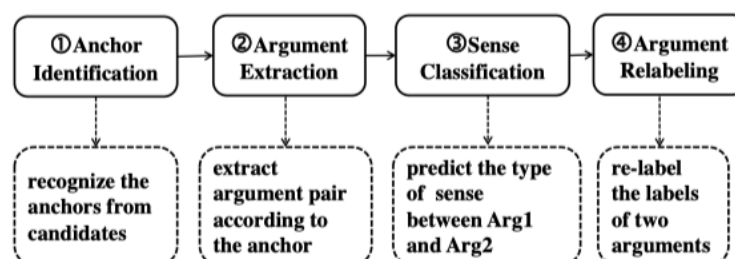 ①Anchor
Identification
②Argument
Extraction
③Sense
Classification
④Argument
Relabeling
recognize the
anchors from
candidates
extract
argument pair
according to
the anchor
predict the type
of sense
between Arg1
and Arg2
re-label
the labels
of two
arguments